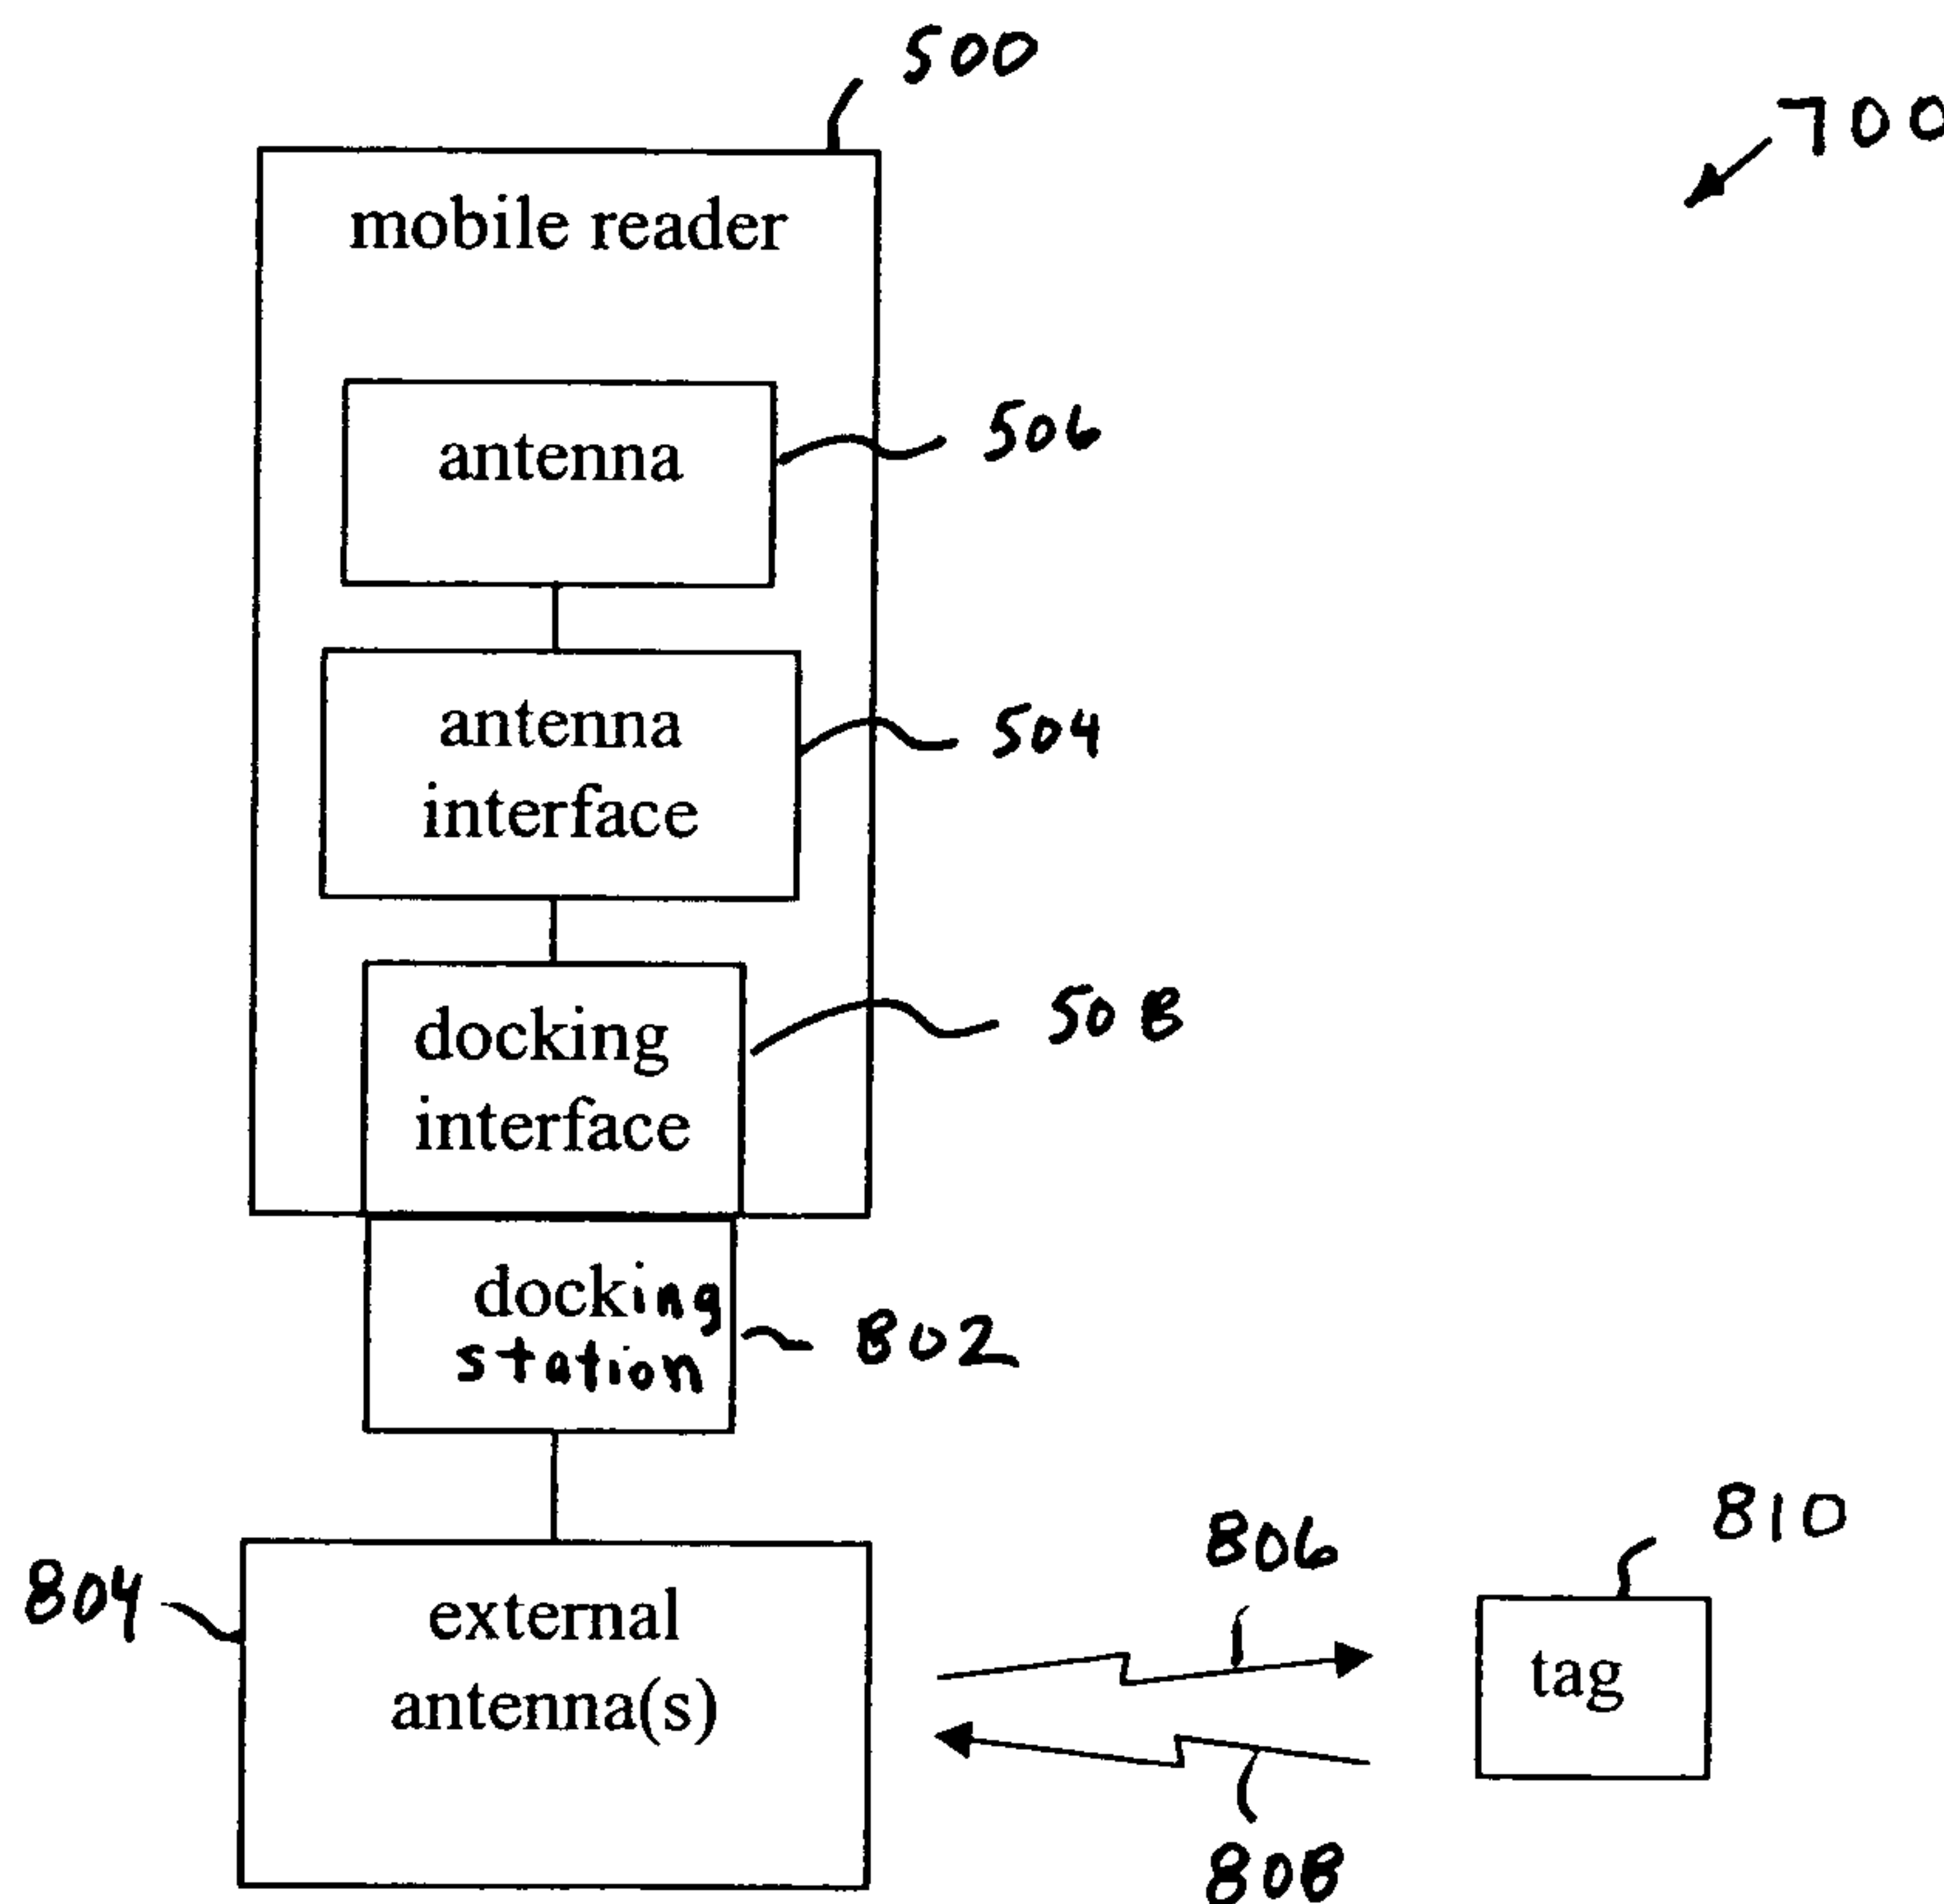 500
700
mobile reader
antenna
506
antenna
interface
504
docking
interface
508
docking
station
802
804
external
antenna(s)
806
808
810
tag